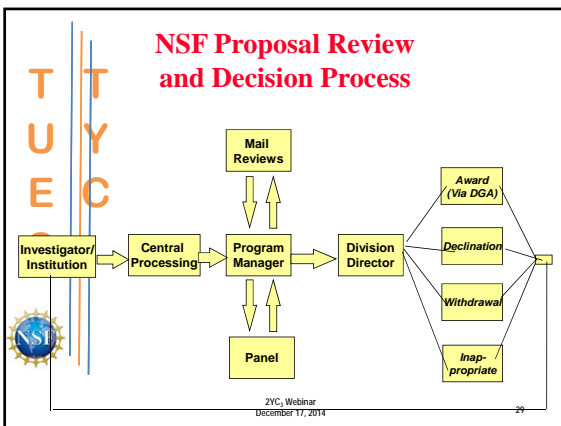 NSF Proposal Review
and Decision Process
T T
U Y
E C
Mail
Reviews
Award
(Via DGA)
Investigator/
Institution
Central
Processing
Program
Manager
Division
Director
Declination
Withdrawal
NSF
Panel
Inap-
propriate
2YC3 Webinar
December 17, 2014
29